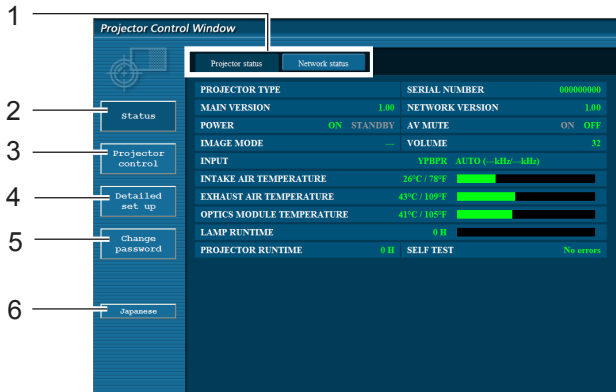 1
Projector Control Window
Projector status Network status
PROJECTOR TYPE SERIAL NUMBER 000000000
2
Status
MAIN VERSION 1.00 NETWORK VERSION 1.00
POWER ON STANDBY AV MUTE ON OFF
3
Projector
control
IMAGE MODE --- VOLUME 32
INPUT YPBPR AUTO (---kHz/---kHz)
INTAKE AIR TEMPERATURE 26°C / 78°F
4
Detailed
set up
EXHAUST AIR TEMPERATURE 43°C / 109°F
OPTICS MODULE TEMPERATURE 41°C / 105°F
5
Change
password
LAMP RUNTIME 0 H
PROJECTOR RUNTIME 0 H SELF TEST No errors
6
Japanese